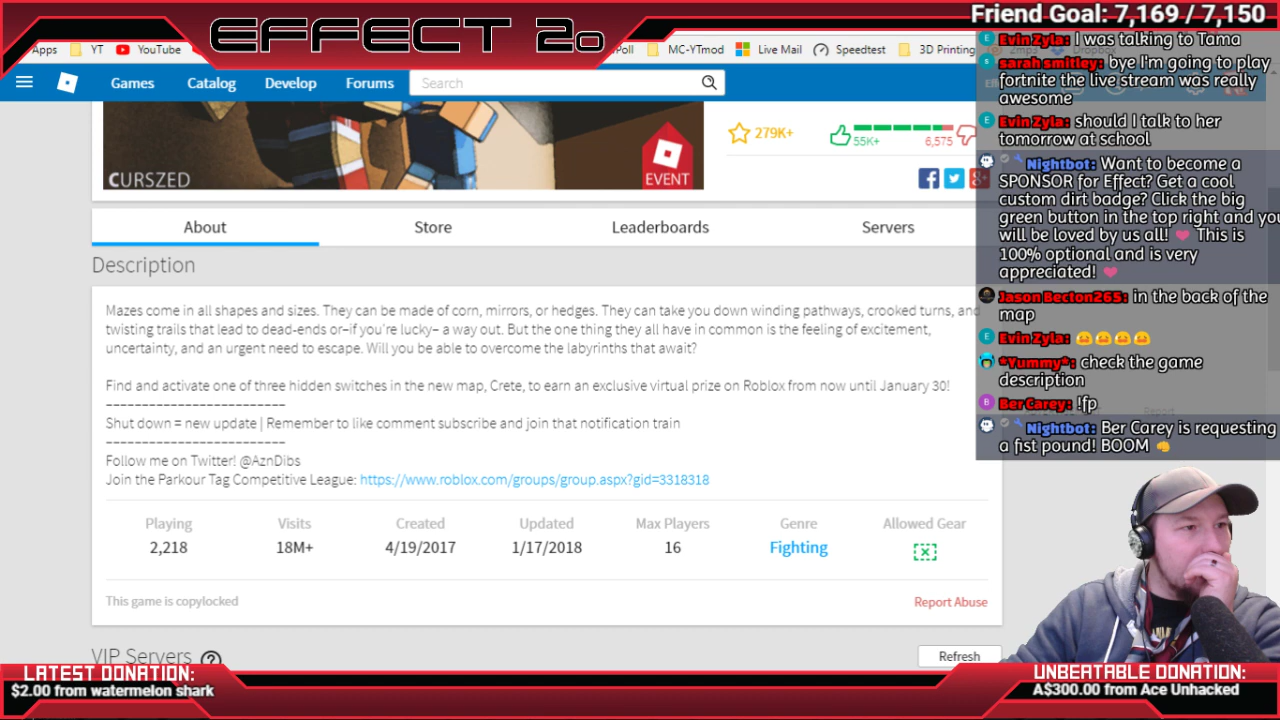 EFFECT 2o
Friend Goal: 7,169 / 7,150
Apps YT YouTube Poll MC-YTmod Live Mail Speedtest 3D Printing
Games Catalog Develop Forums Search
279K+ 55K+ 6,575
CURSZED
EVENT
About Store Leaderboards Servers
Description
Mazes come in all shapes and sizes. They can be made of corn, mirrors, or hedges. They can take you down winding pathways, crooked turns, and
twisting trails that lead to dead-ends or–if you're lucky– a way out. But the one thing they all have in common is the feeling of excitement,
uncertainty, and an urgent need to escape. Will you be able to overcome the labyrinths that await?
Find and activate one of three hidden switches in the new map, Crete, to earn an exclusive virtual prize on Roblox from now until January 30!
–––––––––––––––––––––––––
Shut down = new update | Remember to like comment subscribe and join that notification train
–––––––––––––––––––––––––
Follow me on Twitter! @AznDibs
Join the Parkour Tag Competitive League: https://www.roblox.com/groups/group.aspx?gid=3318318
Playing Visits Created Updated Max Players Genre Allowed Gear
2,218 18M+ 4/19/2017 1/17/2018 16 Fighting
This game is copylocked Report Abuse
VIP Servers Refresh
Evin Zyla: I was talking to Tama
sarah smitley: bye I'm going to play
fortnite the live stream was really
awesome
Evin Zyla: should I talk to her
tomorrow at school
Nightbot: Want to become a
SPONSOR for Effect? Get a cool
custom dirt badge? Click the big
green button in the top right and you
will be loved by us all! ❤ This is
100% optional and is very
appreciated! ❤
Jason Becton265: in the back of the
map
Evin Zyla:
*Yummy*: check the game
description
Ber Carey: !fp
Nightbot: Ber Carey is requesting
a fist pound! BOOM 👊
LATEST DONATION:
$2.00 from watermelon shark
UNBEATABLE DONATION:
A$300.00 from Ace Unhacked